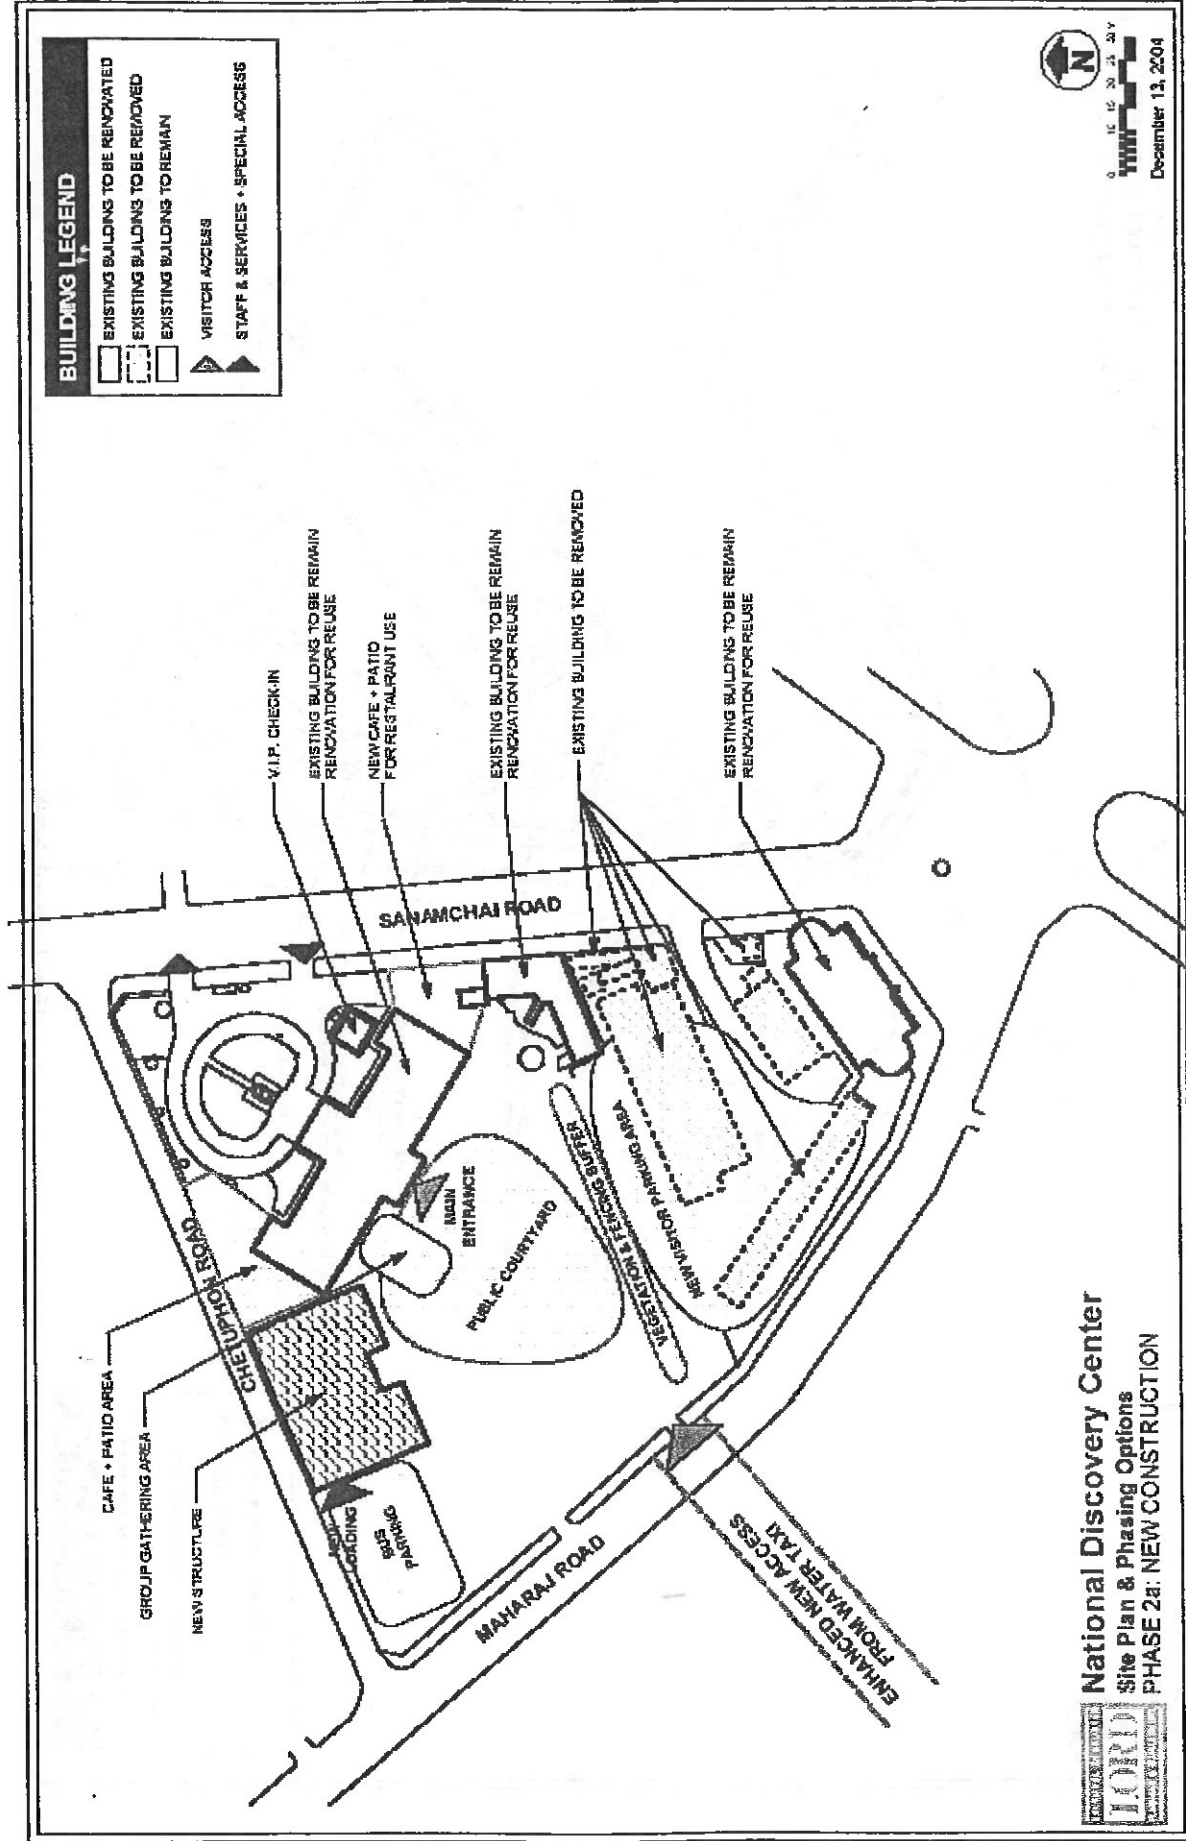 BUILDING LEGEND
EXISTING BUILDING TO BE RENOVATED
EXISTING BUILDING TO BE REMOVED
EXISTING BUILDING TO REMAIN
VISITOR ACCESS
STAFF & SERVICES + SPECIAL ACCESS
CAFE + PATIO AREA
GROUP GATHERING AREA
NEW STRUCTURE
V.I.P. CHECK-IN
EXISTING BUILDING TO BE REMAIN
RENOVATION FOR REUSE
NEW CAFE + PATIO
FOR RESTAURANT USE
EXISTING BUILDING TO BE REMAIN
RENOVATION FOR REUSE
EXISTING BUILDING TO BE REMOVED
EXISTING BUILDING TO BE REMAIN
RENOVATION FOR REUSE
CHETUPHON ROAD
SANAMCHAI ROAD
MAHARAJ ROAD
LOADING
BUS
PARKING
MAIN
ENTRANCE
PUBLIC COURTYARD
VEGETATION & FENCING BUFFER
NEW VISITOR PARKING AREA
ENHANCED NEW ACCESS
FROM WATER TAXI
LORD
National Discovery Center
Site Plan & Phasing Options
PHASE 2a: NEW CONSTRUCTION
N
December 13, 2004